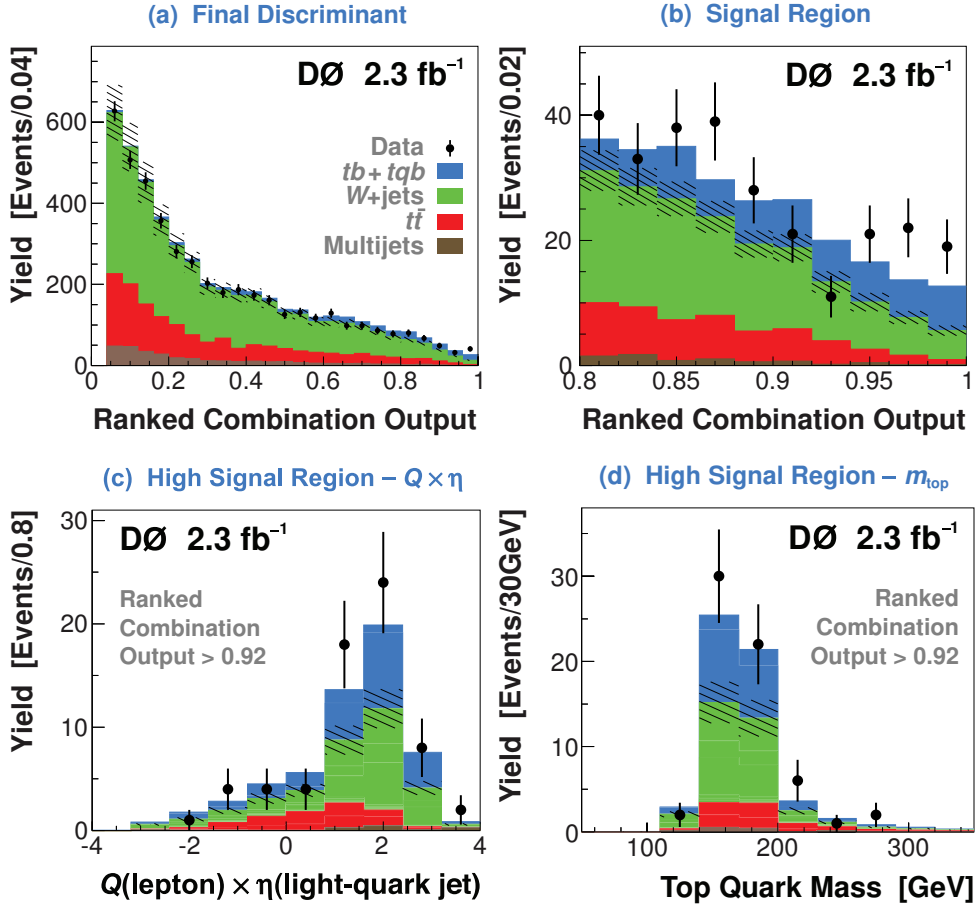 (a) Final Discriminant
DØ 2.3 fb⁻¹
Yield [Events/0.04]
600
400
200
0
Data
tb + tqb
W+jets
tt̄
Multijets
0 0.2 0.4 0.6 0.8 1
Ranked Combination Output
(b) Signal Region
DØ 2.3 fb⁻¹
Yield [Events/0.02]
40
20
0
0.8 0.85 0.9 0.95 1
Ranked Combination Output
(c) High Signal Region – Q × η
DØ 2.3 fb⁻¹
Yield [Events/0.8]
30
20
10
0
Ranked
Combination
Output > 0.92
-4 -2 0 2 4
Q(lepton) × η(light-quark jet)
(d) High Signal Region – mtop
DØ 2.3 fb⁻¹
Yield [Events/30GeV]
30
20
10
0
Ranked
Combination
Output > 0.92
100 200 300
Top Quark Mass [GeV]